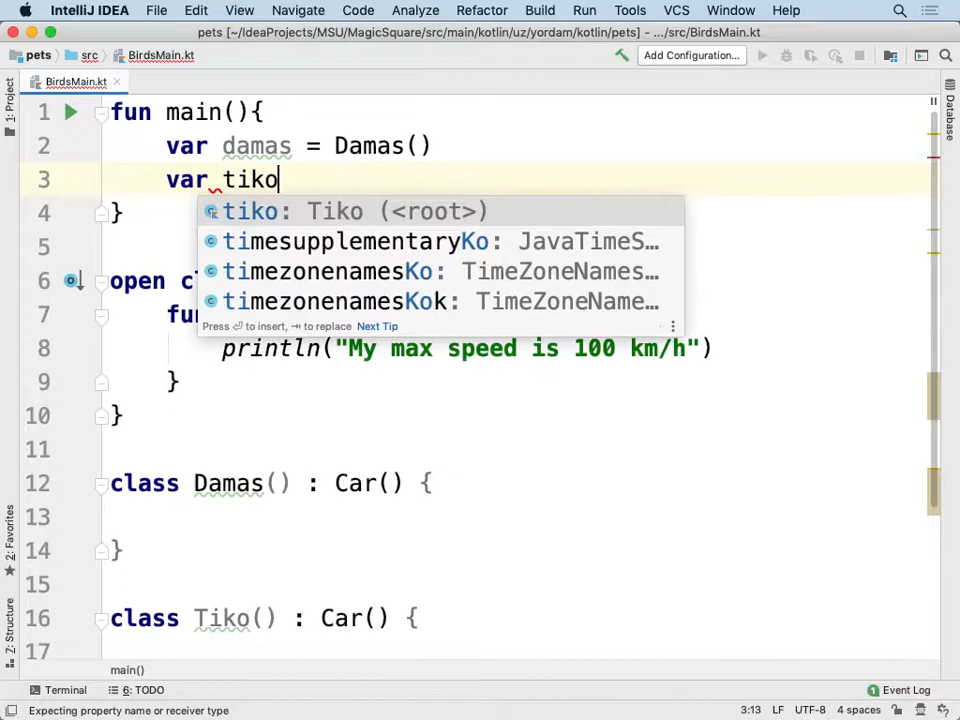 IntelliJ IDEA File Edit View Navigate Code Analyze Refactor Build Run Tools VCS Window Help
pets [~/IdeaProjects/MSU/MagicSquare/src/main/kotlin/uz/yordam/kotlin/pets] - .../src/BirdsMain.kt
pets src BirdsMain.kt Add Configuration...
BirdsMain.kt
1: Project
Database
2: Favorites
7: Structure
1 fun main(){
2 var damas = Damas()
3 var tiko
tiko: Tiko (<root>)
timesupplementaryKo: JavaTimeS...
timezonenamesKo: TimeZoneNames...
timezonenamesKok: TimeZoneName...
Press ⏎ to insert, ⇥ to replace Next Tip
4 }
5
6 open cl
7 fu
8 println("My max speed is 100 km/h")
9 }
10 }
11
12 class Damas() : Car() {
13
14 }
15
16 class Tiko() : Car() {
17
main()
Terminal 6: TODO 1 Event Log
Expecting property name or receiver type 3:13 LF UTF-8 4 spaces